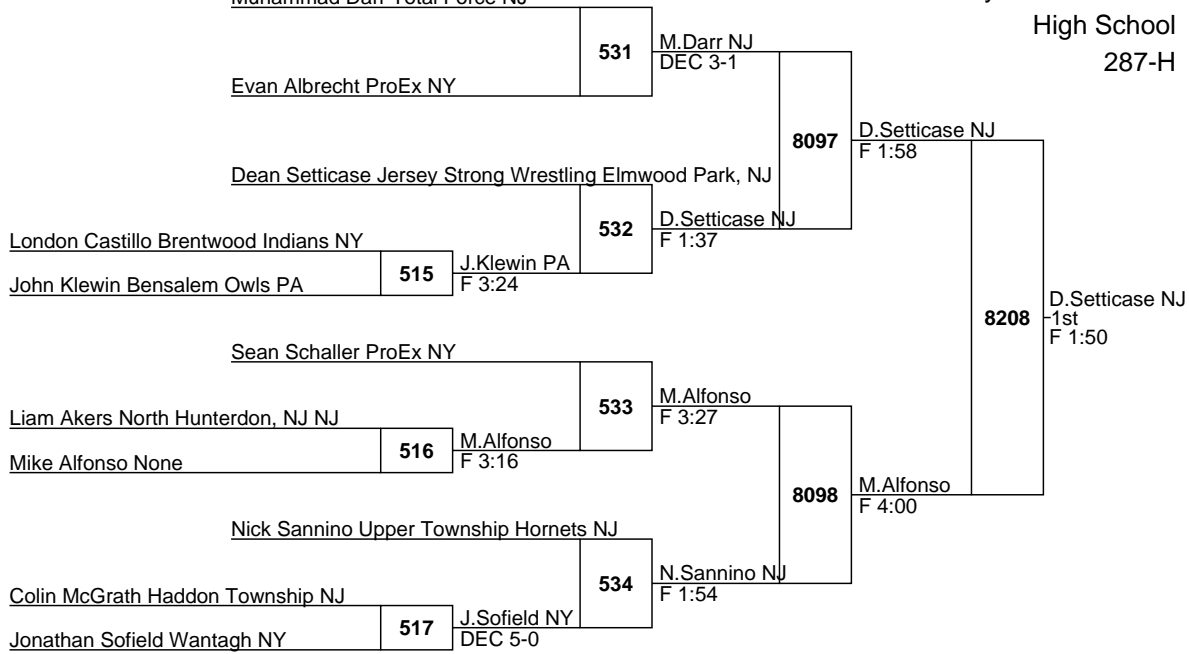 Muhammad Darr Total Force NJ
High School
531
M.Darr NJ
DEC 3-1
287-H
Evan Albrecht ProEx NY
8097
D.Setticase NJ
F 1:58
Dean Setticase Jersey Strong Wrestling Elmwood Park, NJ
532
D.Setticase NJ
F 1:37
London Castillo Brentwood Indians NY
515
J.Klewin PA
F 3:24
John Klewin Bensalem Owls PA
8208
D.Setticase NJ
1st
F 1:50
Sean Schaller ProEx NY
533
M.Alfonso
F 3:27
Liam Akers North Hunterdon, NJ NJ
516
M.Alfonso
F 3:16
Mike Alfonso None
8098
M.Alfonso
F 4:00
Nick Sannino Upper Township Hornets NJ
534
N.Sannino NJ
F 1:54
Colin McGrath Haddon Township NJ
517
J.Sofield NY
DEC 5-0
Jonathan Sofield Wantagh NY